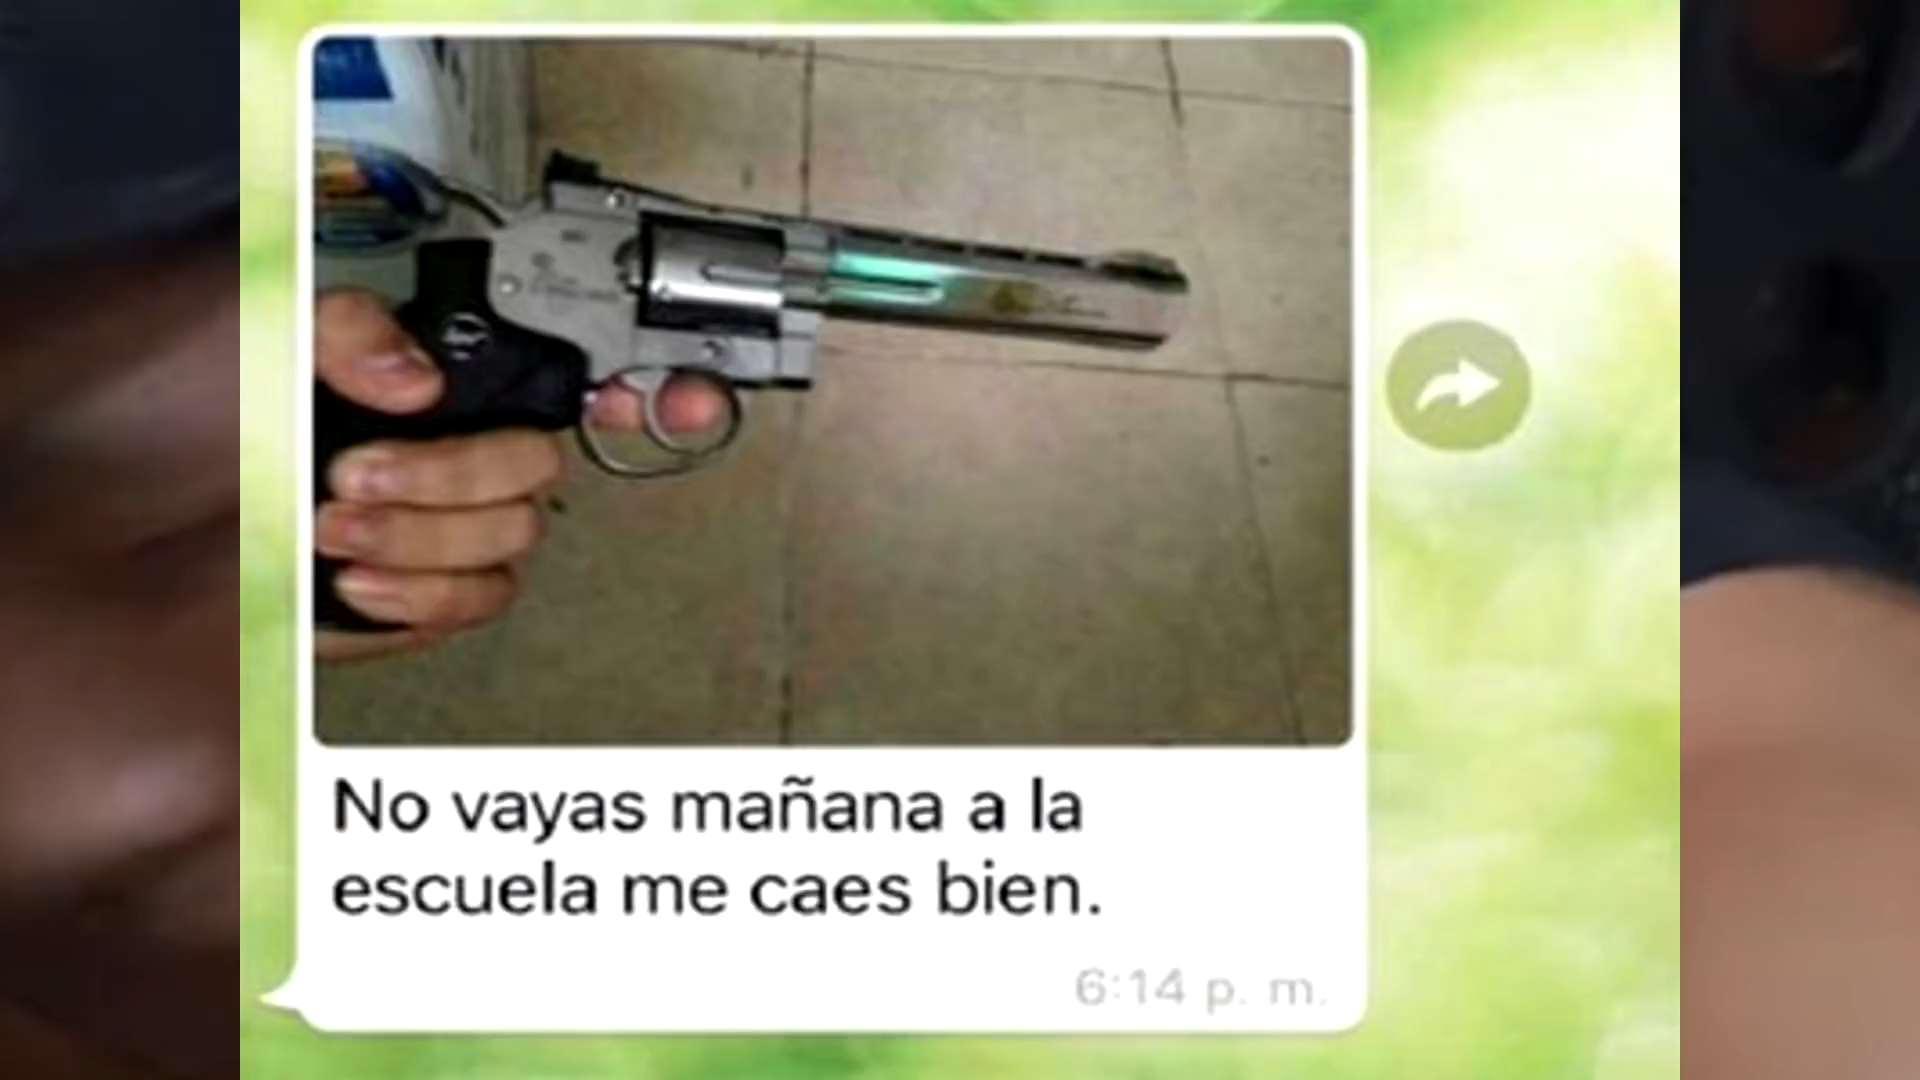 No vayas mañana a la
escuela me caes bien.
6:14 p. m.